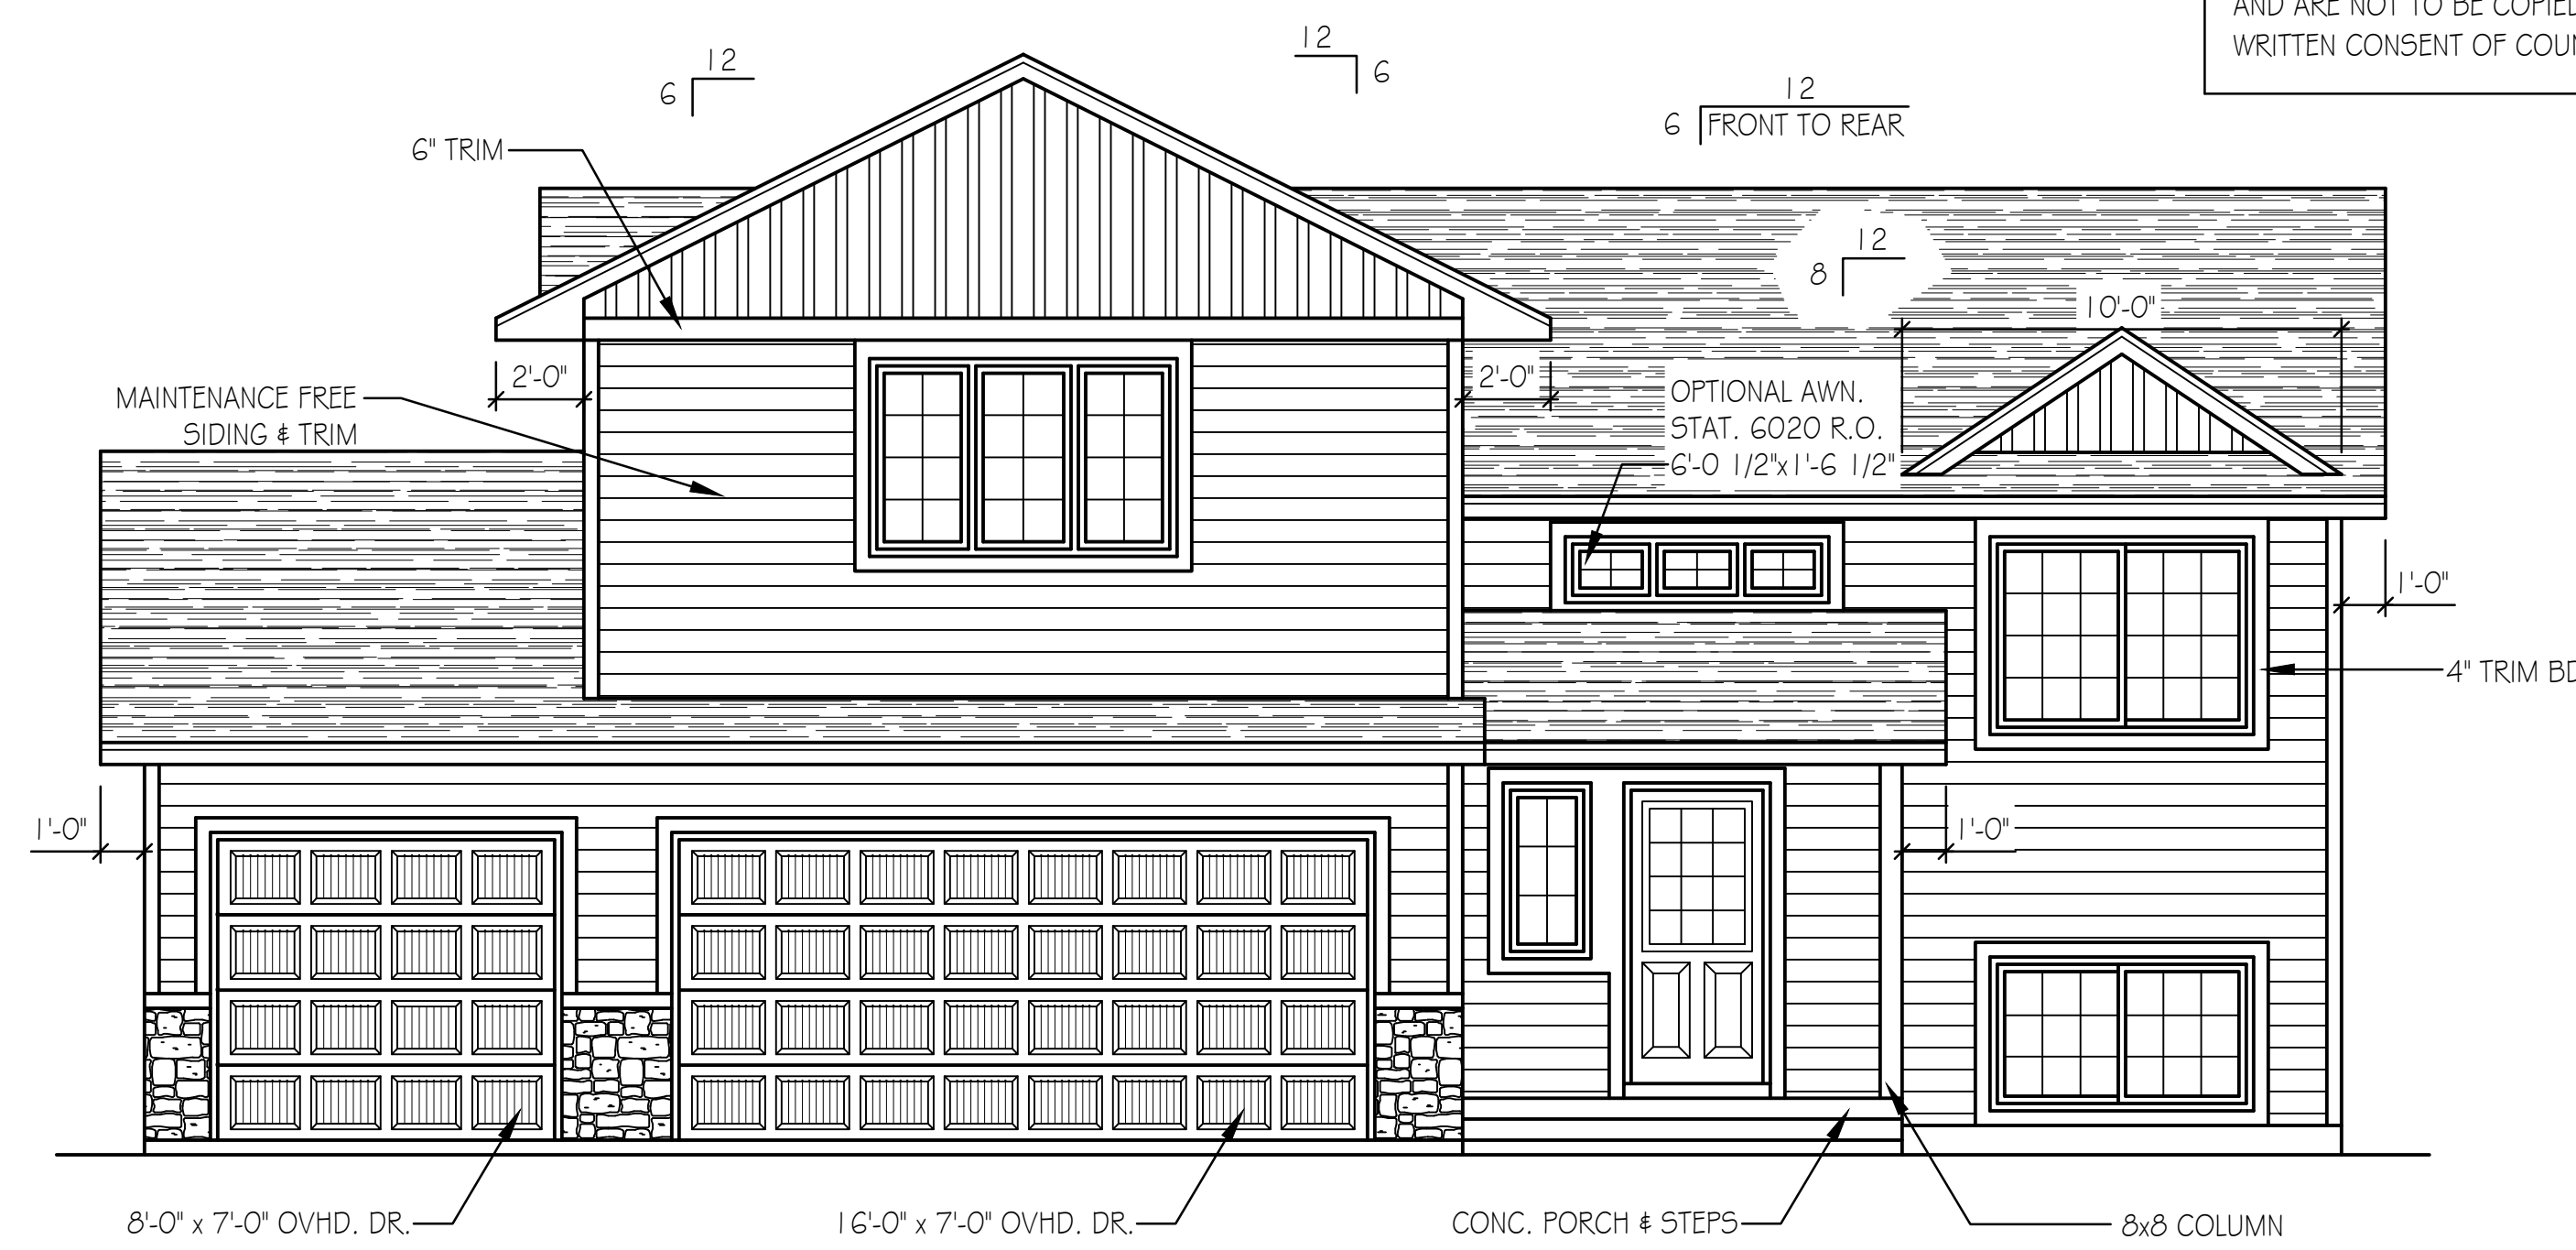 AND ARE NOT TO BE COPIED
WRITTEN CONSENT OF
12
6
12
6
12
6 FRONT TO REAR
6" TRIM
12
8
10'-0"
2'-0"
2'-0"
MAINTENANCE FREE
SIDING & TRIM
OPTIONAL AWN.
STAT. 6020 R.O.
6'-0 1/2"x1'-6 1/2"
1'-0"
4" TRIM
1'-0"
1'-0"
8'-0" x 7'-0" OVHD. DR.
16'-0" x 7'-0" OVHD. DR.
CONC. PORCH & STEPS
8x8 COLUMN